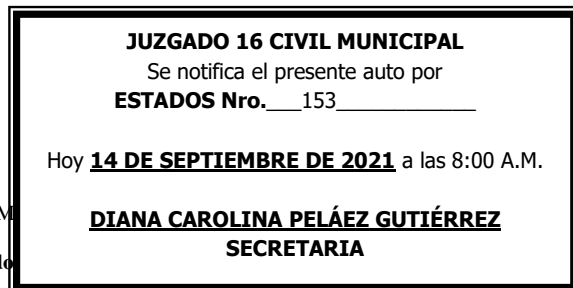 JUZGADO 16 CIVIL MUNICIPAL
Se notifica el presente auto por
ESTADOS Nro.___153____________
Hoy 14 DE SEPTIEMBRE DE 2021 a las 8:00 A.M.
DIANA CAROLINA PELÁEZ GUTIÉRREZ
SECRETARIA